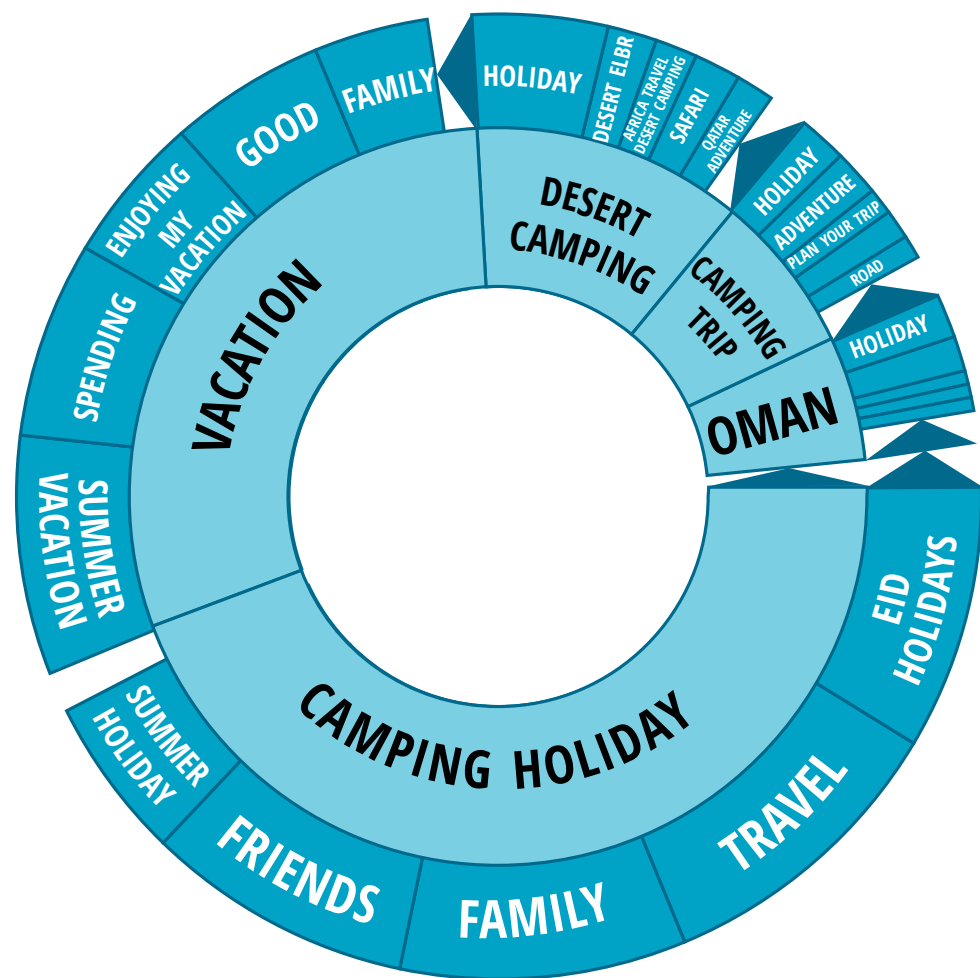 VACATION
DESERT
CAMPING
CAMPING
TRIP
OMAN
CAMPING HOLIDAY
FAMILY
GOOD
ENJOYING
MY
VACATION
SPENDING
SUMMER
VACATION
HOLIDAY
DESERT ELBR
AFRICA TRAVEL
DESERT CAMPING
SAFARI
QATAR
ADVENTURE
HOLIDAY
ADVENTURE
PLAN YOUR TRIP
ROAD
HOLIDAY
EID
HOLIDAYS
TRAVEL
FAMILY
FRIENDS
SUMMER
HOLIDAY